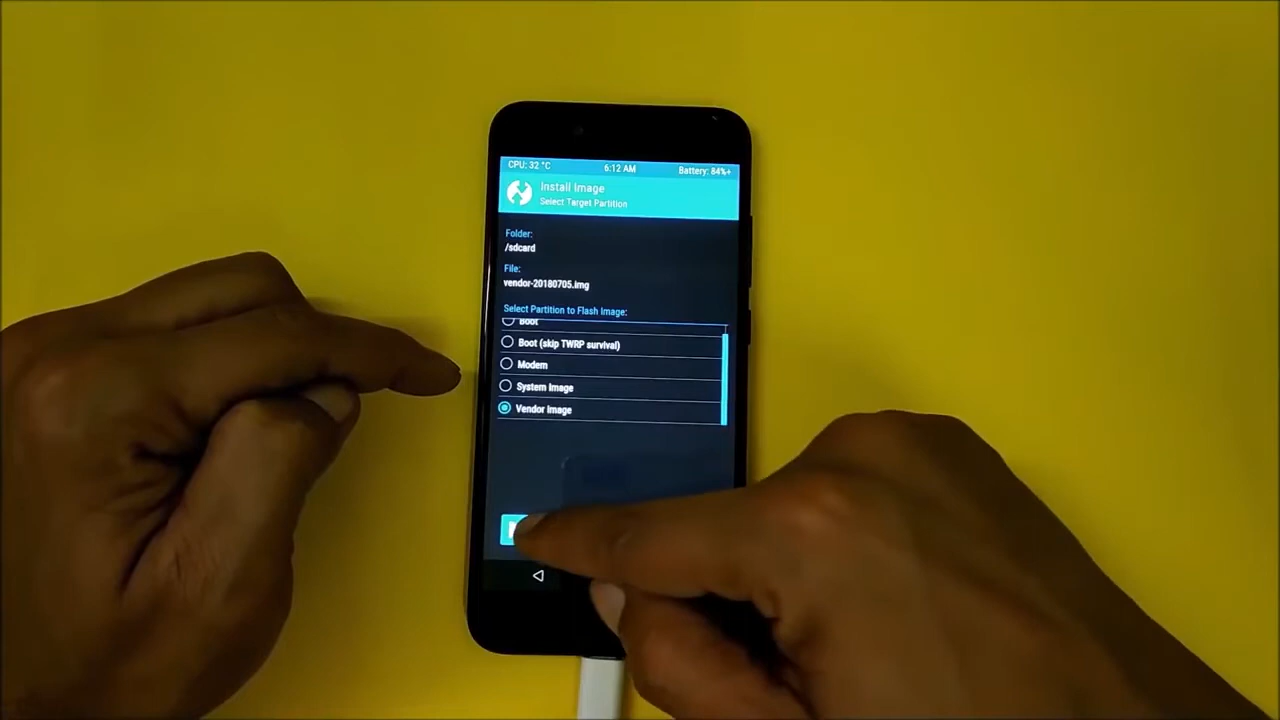 CPU: 32 °C 6:12 AM Battery: 84%+
Install Image
Select Target Partition
Folder:
/sdcard
File:
vendor-20180705.img
Select Partition to Flash Image:
Boot
Boot (skip TWRP survival)
Modem
System Image
Vendor Image